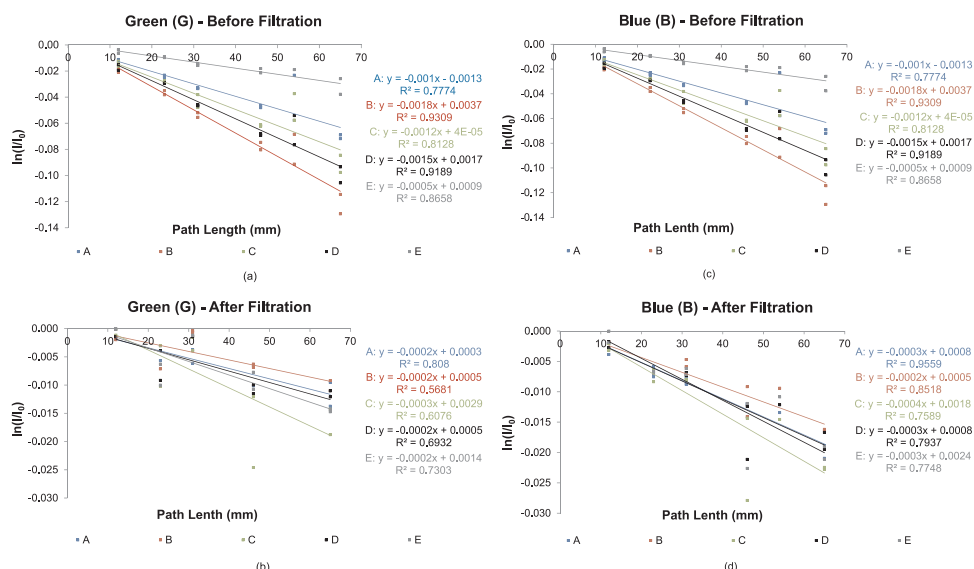 Green (G) - Before Filtration
0.00
-0.02
-0.04
-0.06
-0.08
-0.10
-0.12
-0.14
0 10 20 30 40 50 60 70
ln(I/I0)
A: y = -0.001x - 0.0013
R² = 0.7774
B: y = -0.0018x + 0.0037
R² = 0.9309
C: y = -0.0012x + 4E-05
R² = 0.8128
D: y = -0.0015x + 0.0017
R² = 0.9189
E: y = -0.0005x + 0.0009
R² = 0.8658
Path Length (mm)
A B C D E
(a)
Blue (B) - Before Filtration
0.00
-0.02
-0.04
-0.06
-0.08
-0.10
-0.12
-0.14
0 10 20 30 40 50 60 70
ln(I/I0)
A: y = -0.001x - 0.0013
R² = 0.7774
B: y = -0.0018x + 0.0037
R² = 0.9309
C: y = -0.0012x + 4E-05
R² = 0.8128
D: y = -0.0015x + 0.0017
R² = 0.9189
E: y = -0.0005x + 0.0009
R² = 0.8658
Path Lenth (mm)
A B C D E
(c)
Green (G) - After Filtration
0.000
-0.005
-0.010
-0.015
-0.020
-0.025
-0.030
0 10 20 30 40 50 60 70
ln(I/I0)
A: y = -0.0002x + 0.0003
R² = 0.808
B: y = -0.0002x + 0.0005
R² = 0.5681
C: y = -0.0003x + 0.0029
R² = 0.6076
D: y = -0.0002x + 0.0005
R² = 0.6932
E: y = -0.0002x + 0.0014
R² = 0.7303
Path Lenth (mm)
A B C D E
(b)
Blue (B) - After Filtration
0.000
-0.005
-0.010
-0.015
-0.020
-0.025
-0.030
0 10 20 30 40 50 60 70
ln(I/I0)
A: y = -0.0003x + 0.0008
R² = 0.9559
B: y = -0.0002x + 0.0005
R² = 0.8518
C: y = -0.0004x + 0.0018
R² = 0.7589
D: y = -0.0003x + 0.0008
R² = 0.7937
E: y = -0.0003x + 0.0024
R² = 0.7748
Path Lenth (mm)
A B C D E
(d)